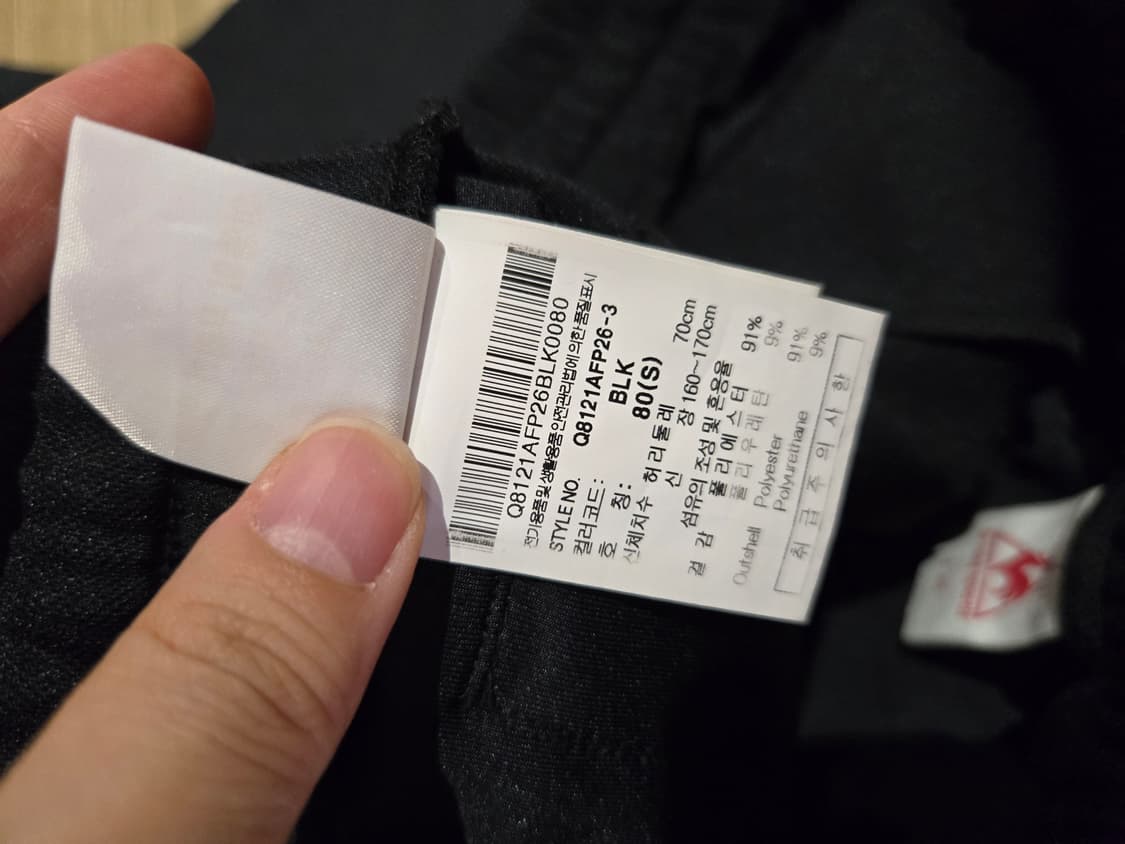 Q8121AFP26BLK0080
전기용품및생활용품안전관리법에의한품질표시
STYLE NO. Q8121AFP26-3
컬러코드: BLK
호 칭: 80(S)
신체치수 허리둘레 70cm
신 장 160~170cm
섬유의 조성 및 혼용율
겉 감 폴리에스터 91%
폴리우레탄 9%
Outshell Polyester 91%
Polyurethane 9%
취 급 주 의 사 항